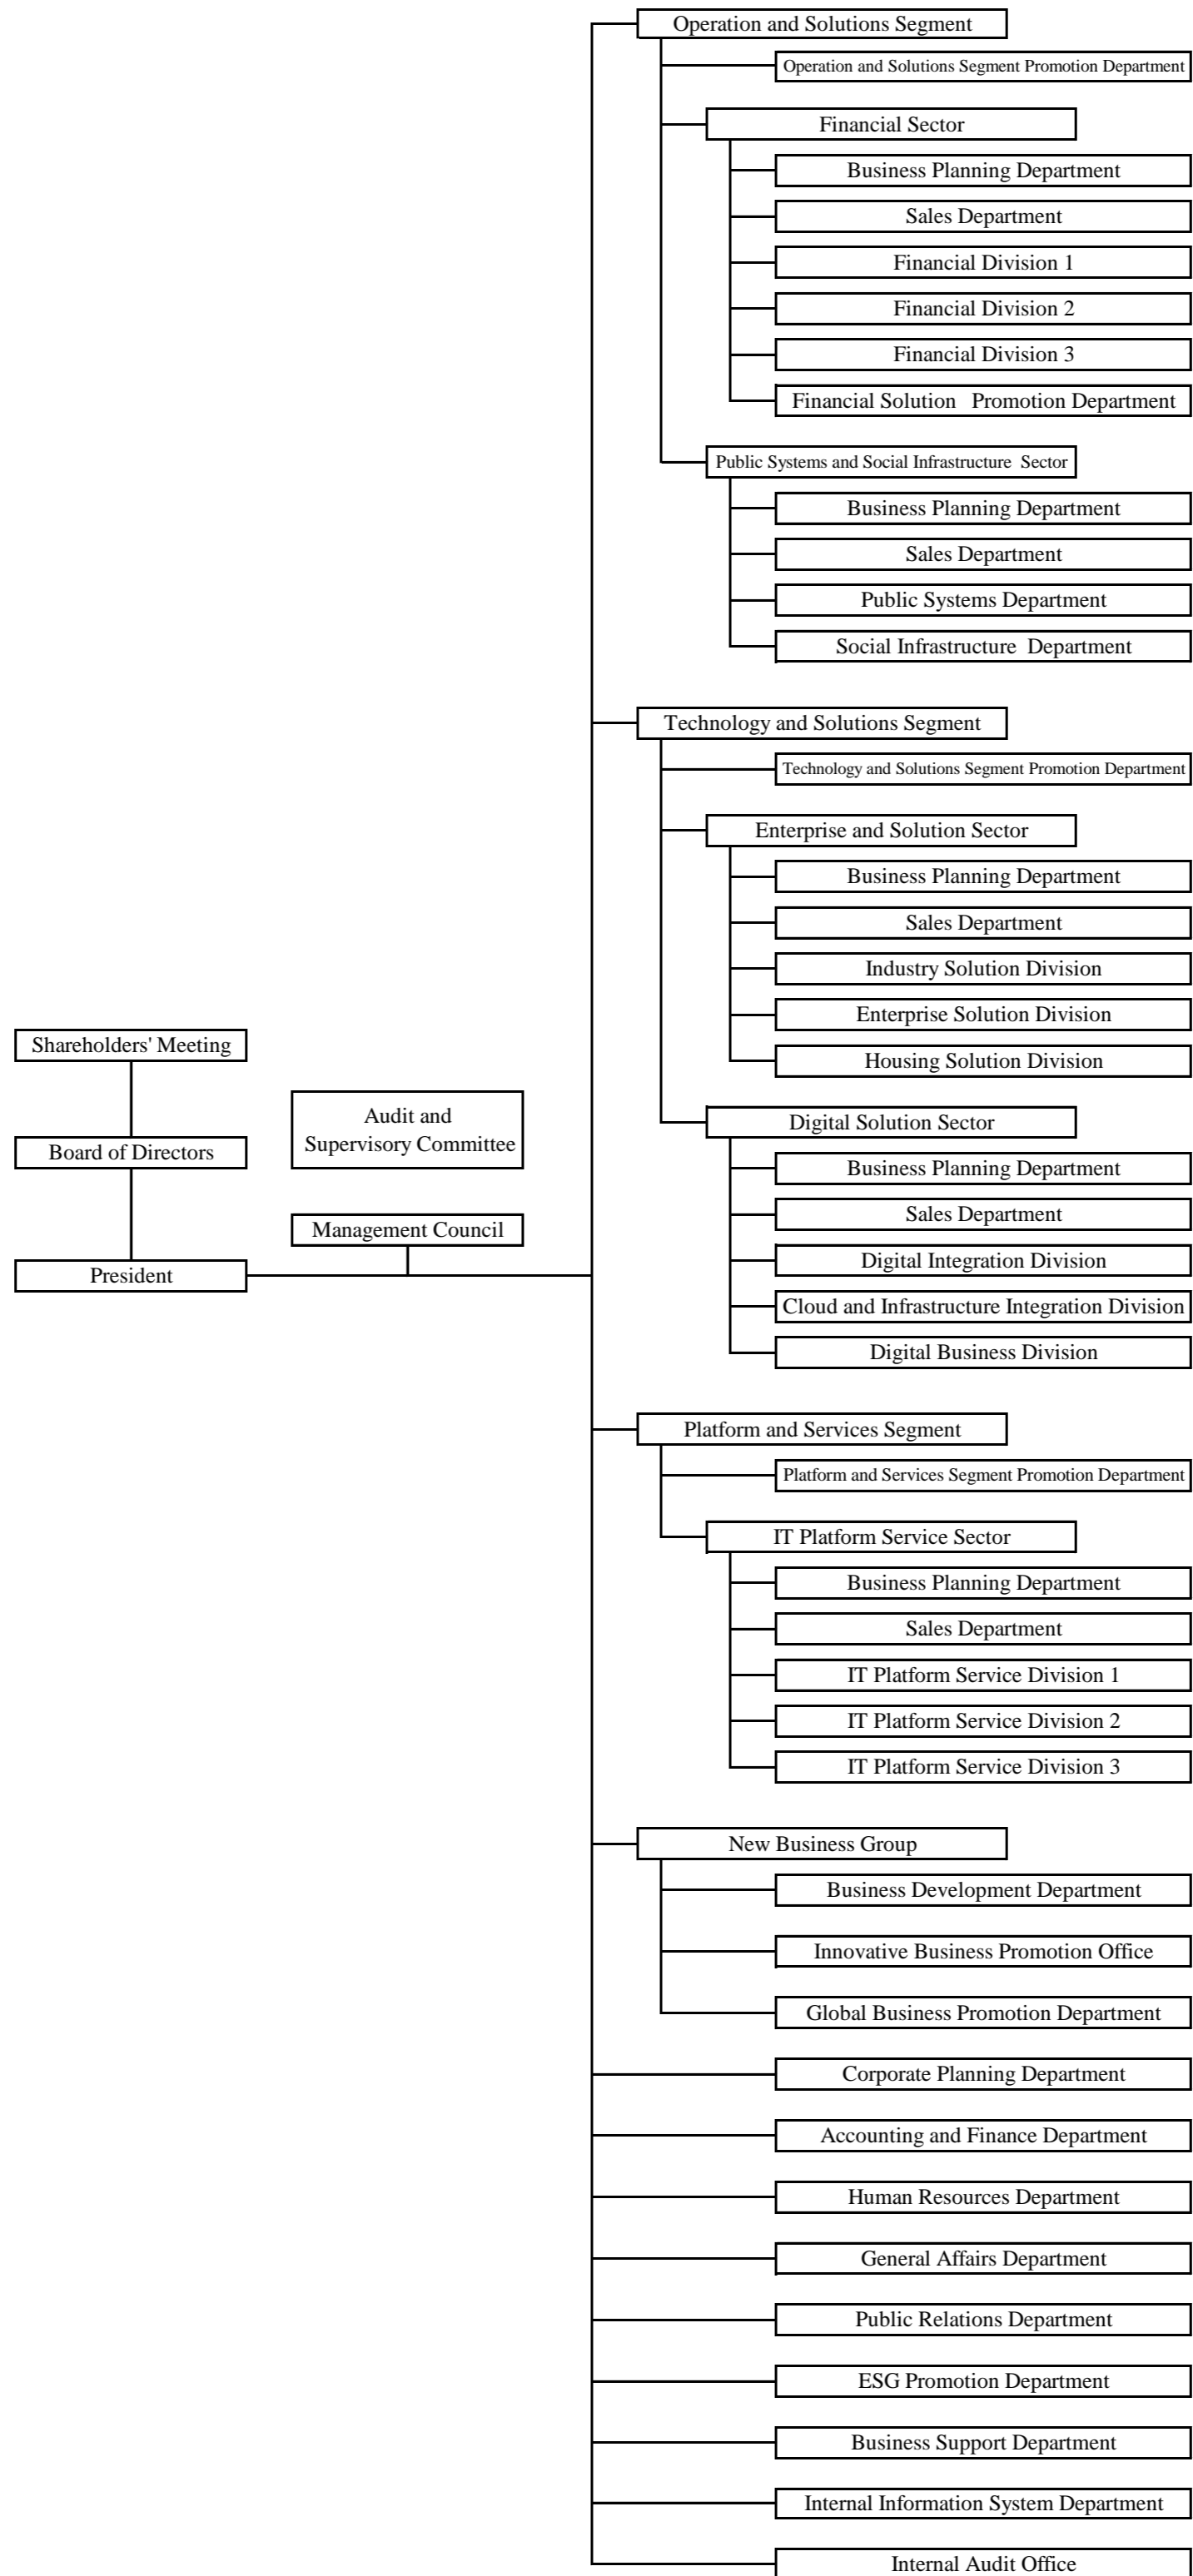 Operation and Solutions Segment
Operation and Solutions Segment Promotion Department
Financial Sector
Business Planning Department
Sales Department
Financial Division 1
Financial Division 2
Financial Division 3
Financial Solution Promotion Department
Public Systems and Social Infrastructure Sector
Business Planning Department
Sales Department
Public Systems Department
Social Infrastructure Department
Technology and Solutions Segment
Technology and Solutions Segment Promotion Department
Enterprise and Solution Sector
Business Planning Department
Sales Department
Industry Solution Division
Enterprise Solution Division
Housing Solution Division
Shareholders' Meeting
Board of Directors
President
Audit and
Supervisory Committee
Management Council
Digital Solution Sector
Business Planning Department
Sales Department
Digital Integration Division
Cloud and Infrastructure Integration Division
Digital Business Division
Platform and Services Segment
Platform and Services Segment Promotion Department
IT Platform Service Sector
Business Planning Department
Sales Department
IT Platform Service Division 1
IT Platform Service Division 2
IT Platform Service Division 3
New Business Group
Business Development Department
Innovative Business Promotion Office
Global Business Promotion Department
Corporate Planning Department
Accounting and Finance Department
Human Resources Department
General Affairs Department
Public Relations Department
ESG Promotion Department
Business Support Department
Internal Information System Department
Internal Audit Office